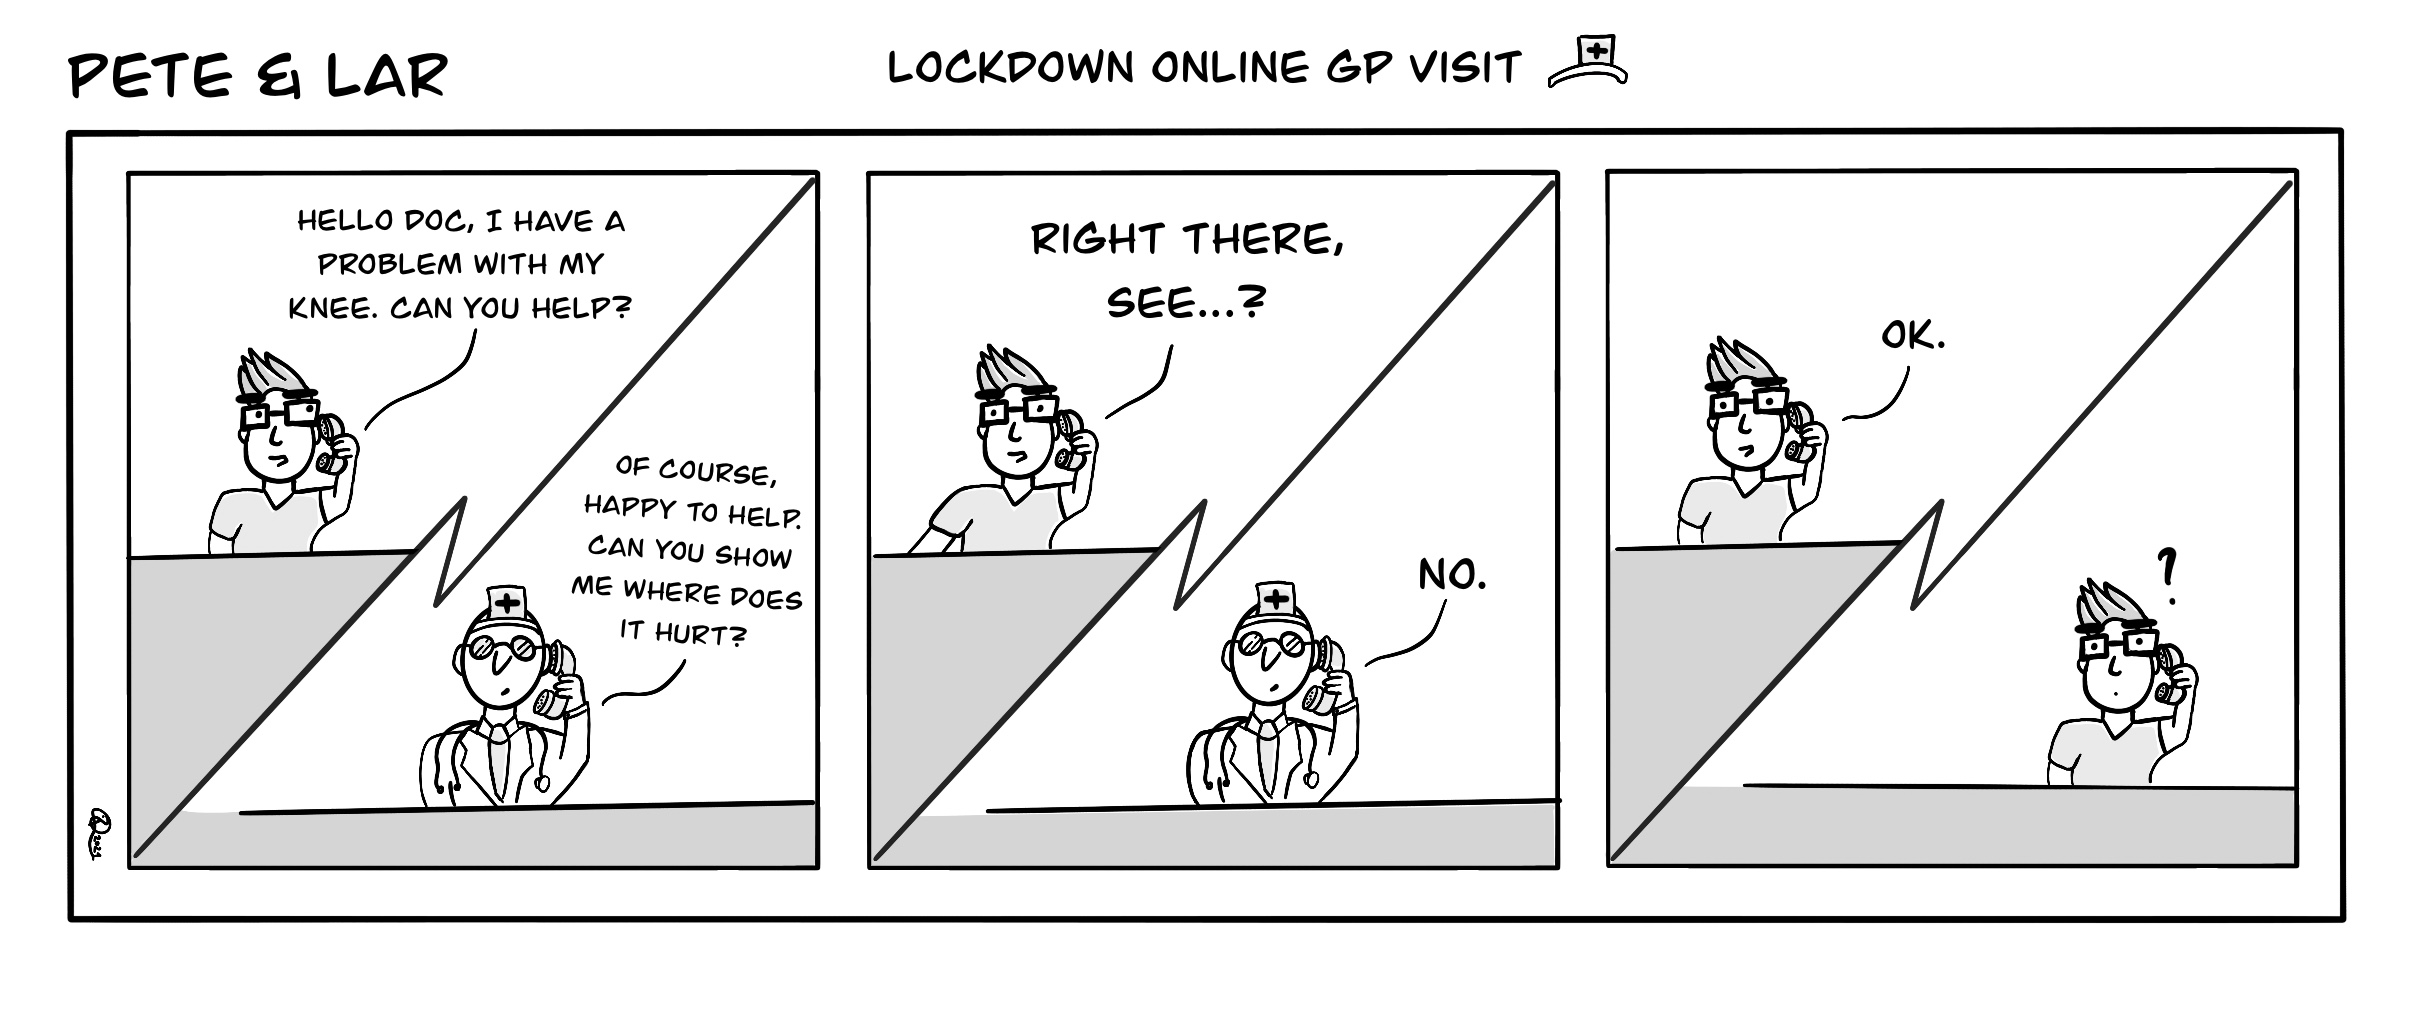 PETE & LAR
LOCKDOWN ONLINE GP VISIT
HELLO DOC, I HAVE A
PROBLEM WITH MY
KNEE. CAN YOU HELP?
OF COURSE,
HAPPY TO HELP.
CAN YOU SHOW
ME WHERE DOES
IT HURT?
RIGHT THERE,
SEE...?
NO.
OK.
?
2021